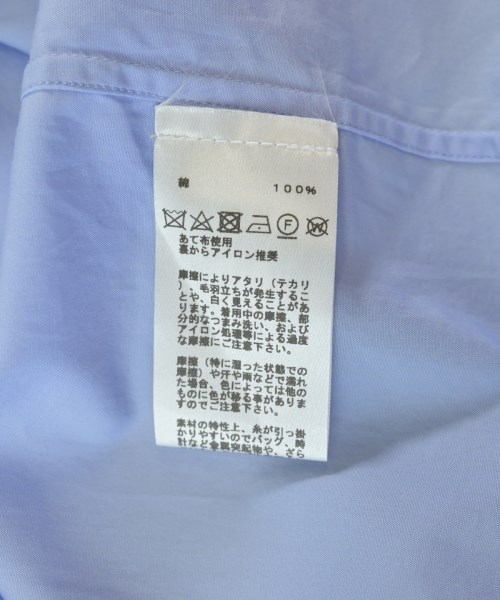 綿 100%
あて布使用
裏からアイロン推奨
摩擦によりアタリ（テカリ
）、毛羽立ちが発生するこ
とや、白く見えることがあ
ります。着用中の摩擦、部
分的なつまみ洗い、および
アイロン処理等による過度
な摩擦にご注意下さい。
摩擦（特に湿った状態での
摩擦）や汗や雨などで濡れ
た場合、色によっては他の
ものに色が移る事がありま
すのでご注意下さい。
素材の特性上、糸が引っ掛
かりやすいのでバッグ、時
計など金属突起物や、ざら